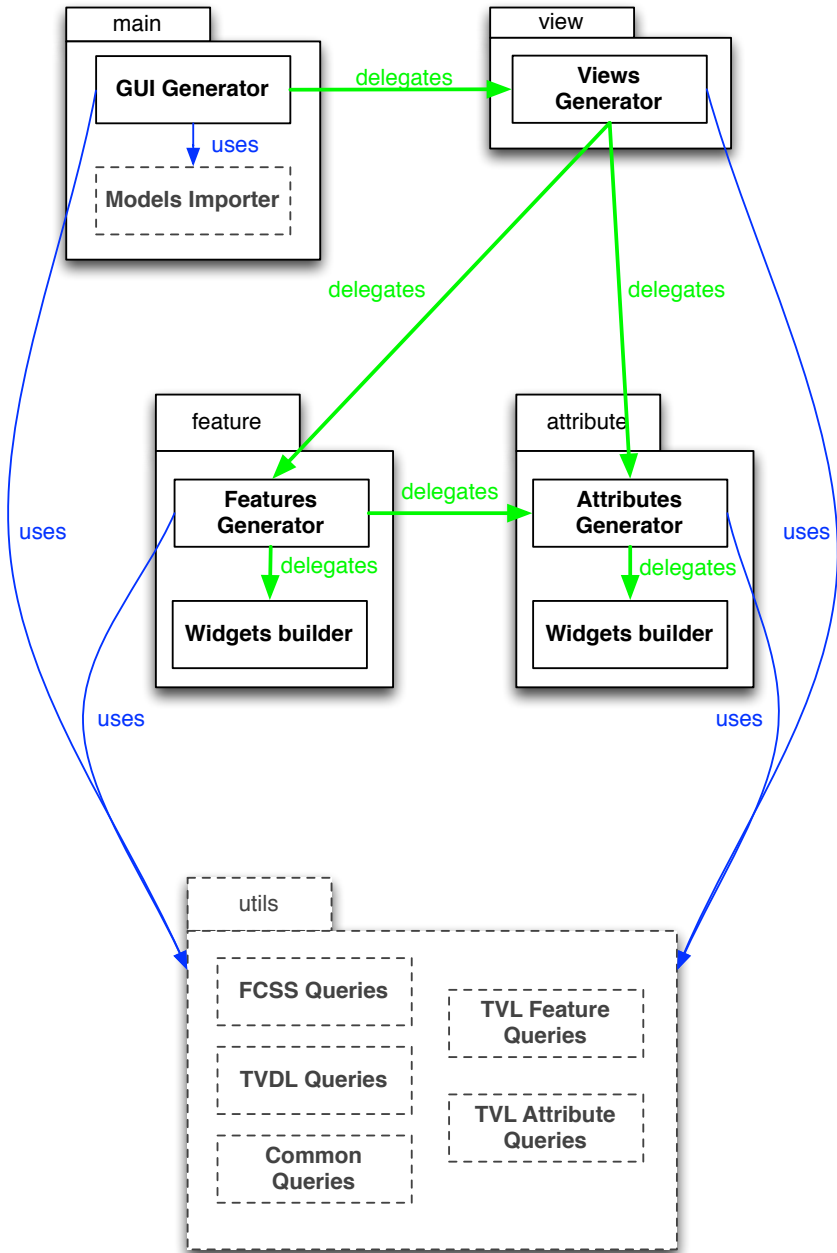 main
view
GUI Generator
delegates
Views
Generator
uses
Models Importer
delegates
delegates
feature
attribute
Features
Generator
delegates
Attributes
Generator
uses
uses
delegates
delegates
Widgets builder
Widgets builder
uses
uses
utils
FCSS Queries
TVL Feature
Queries
TVDL Queries
TVL Attribute
Queries
Common
Queries